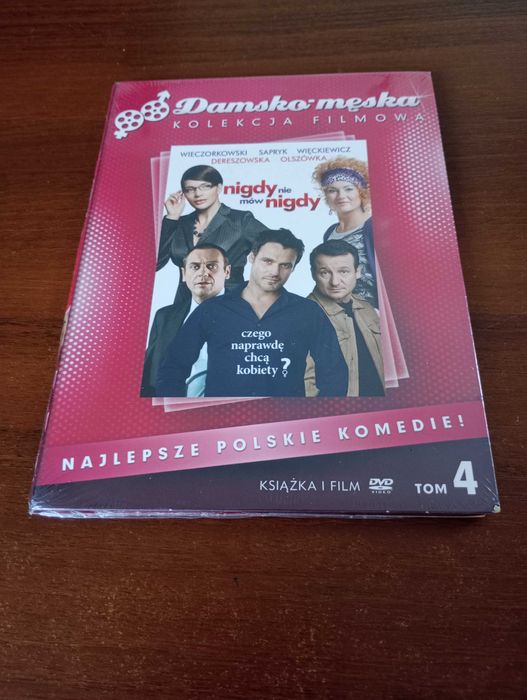 Damsko-męska
KOLEKCJA FILMOWA
WIECZORKOWSKI SAPRYK WIĘCKIEWICZ
DERESZOWSKA OLSZÓWKA
nigdy nie
mów nigdy
czego
naprawdę
chcą
kobiety?
NAJLEPSZE POLSKIE KOMEDIE!
KSIĄŻKA I FILM DVD VIDEO TOM 4